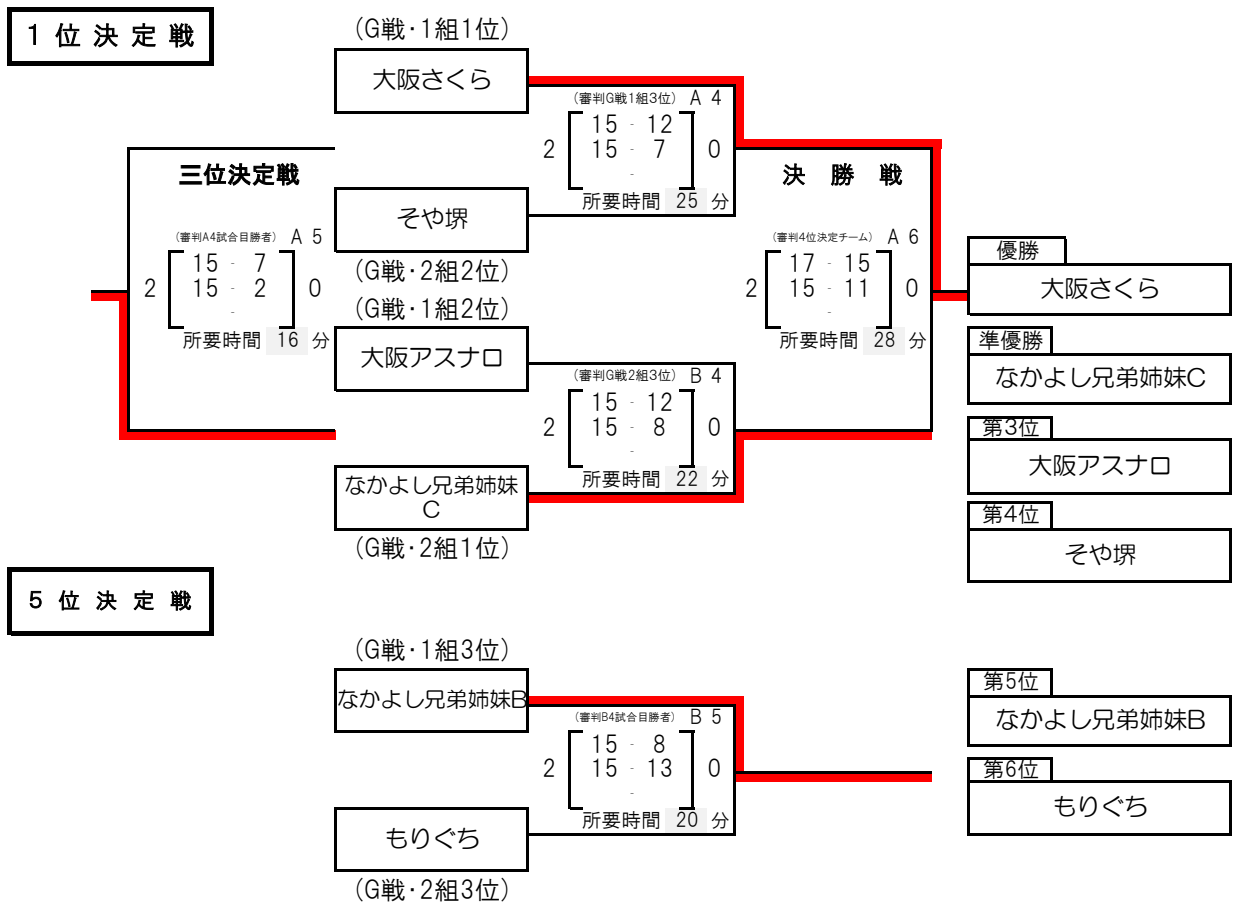 1位決定戦
(G戦・1組1位)
大阪さくら
(審判G戦1組3位) A 4
2 15 - 12 0
15 - 7
-
所要時間 25 分
三位決定戦
決勝戦
そや堺
(G戦・2組2位)
(審判A4試合目勝者) A 5
2 15 - 7 0
15 - 2
-
所要時間 16 分
(審判4位決定チーム) A 6
2 17 - 15 0
15 - 11
-
所要時間 28 分
優勝
大阪さくら
(G戦・1組2位)
大阪アスナロ
準優勝
なかよし兄弟姉妹C
(審判G戦2組3位) B 4
2 15 - 12 0
15 - 8
-
所要時間 22 分
第3位
大阪アスナロ
なかよし兄弟姉妹
C
(G戦・2組1位)
第4位
そや堺
5位決定戦
(G戦・1組3位)
なかよし兄弟姉妹B
(審判B4試合目勝者) B 5
2 15 - 8 0
15 - 13
-
所要時間 20 分
第5位
なかよし兄弟姉妹B
第6位
もりぐち
もりぐち
(G戦・2組3位)